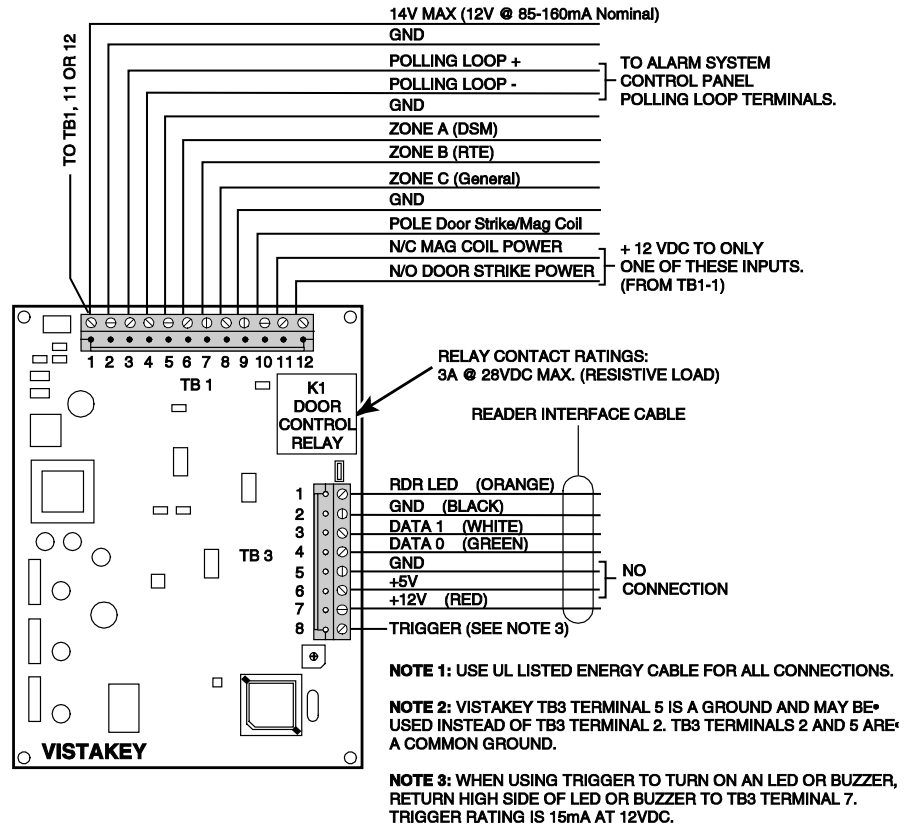 14V MAX (12V @ 85-160mA Nominal)
GND
POLLING LOOP +
POLLING LOOP -
TO ALARM SYSTEM
CONTROL PANEL
POLLING LOOP TERMINALS.
GND
ZONE A (DSM)
ZONE B (RTE)
ZONE C (General)
GND
POLE Door Strike/Mag Coil
N/C MAG COIL POWER
N/O DOOR STRIKE POWER
+ 12 VDC TO ONLY
ONE OF THESE INPUTS.
(FROM TB1-1)
TO TB1, 11 OR 12
1 2 3 4 5 6 7 8 9 10 11 12
TB 1
K1
DOOR
CONTROL
RELAY
RELAY CONTACT RATINGS:
3A @ 28VDC MAX. (RESISTIVE LOAD)
READER INTERFACE CABLE
TB 3
1 RDR LED (ORANGE)
2 GND (BLACK)
3 DATA 1 (WHITE)
4 DATA 0 (GREEN)
5 GND
6 +5V
7 +12V (RED)
8 TRIGGER (SEE NOTE 3)
NO
CONNECTION
VISTAKEY
NOTE 1: USE UL LISTED ENERGY CABLE FOR ALL CONNECTIONS.
NOTE 2: VISTAKEY TB3 TERMINAL 5 IS A GROUND AND MAY BE
USED INSTEAD OF TB3 TERMINAL 2. TB3 TERMINALS 2 AND 5 ARE
A COMMON GROUND.
NOTE 3: WHEN USING TRIGGER TO TURN ON AN LED OR BUZZER,
RETURN HIGH SIDE OF LED OR BUZZER TO TB3 TERMINAL 7.
TRIGGER RATING IS 15mA AT 12VDC.